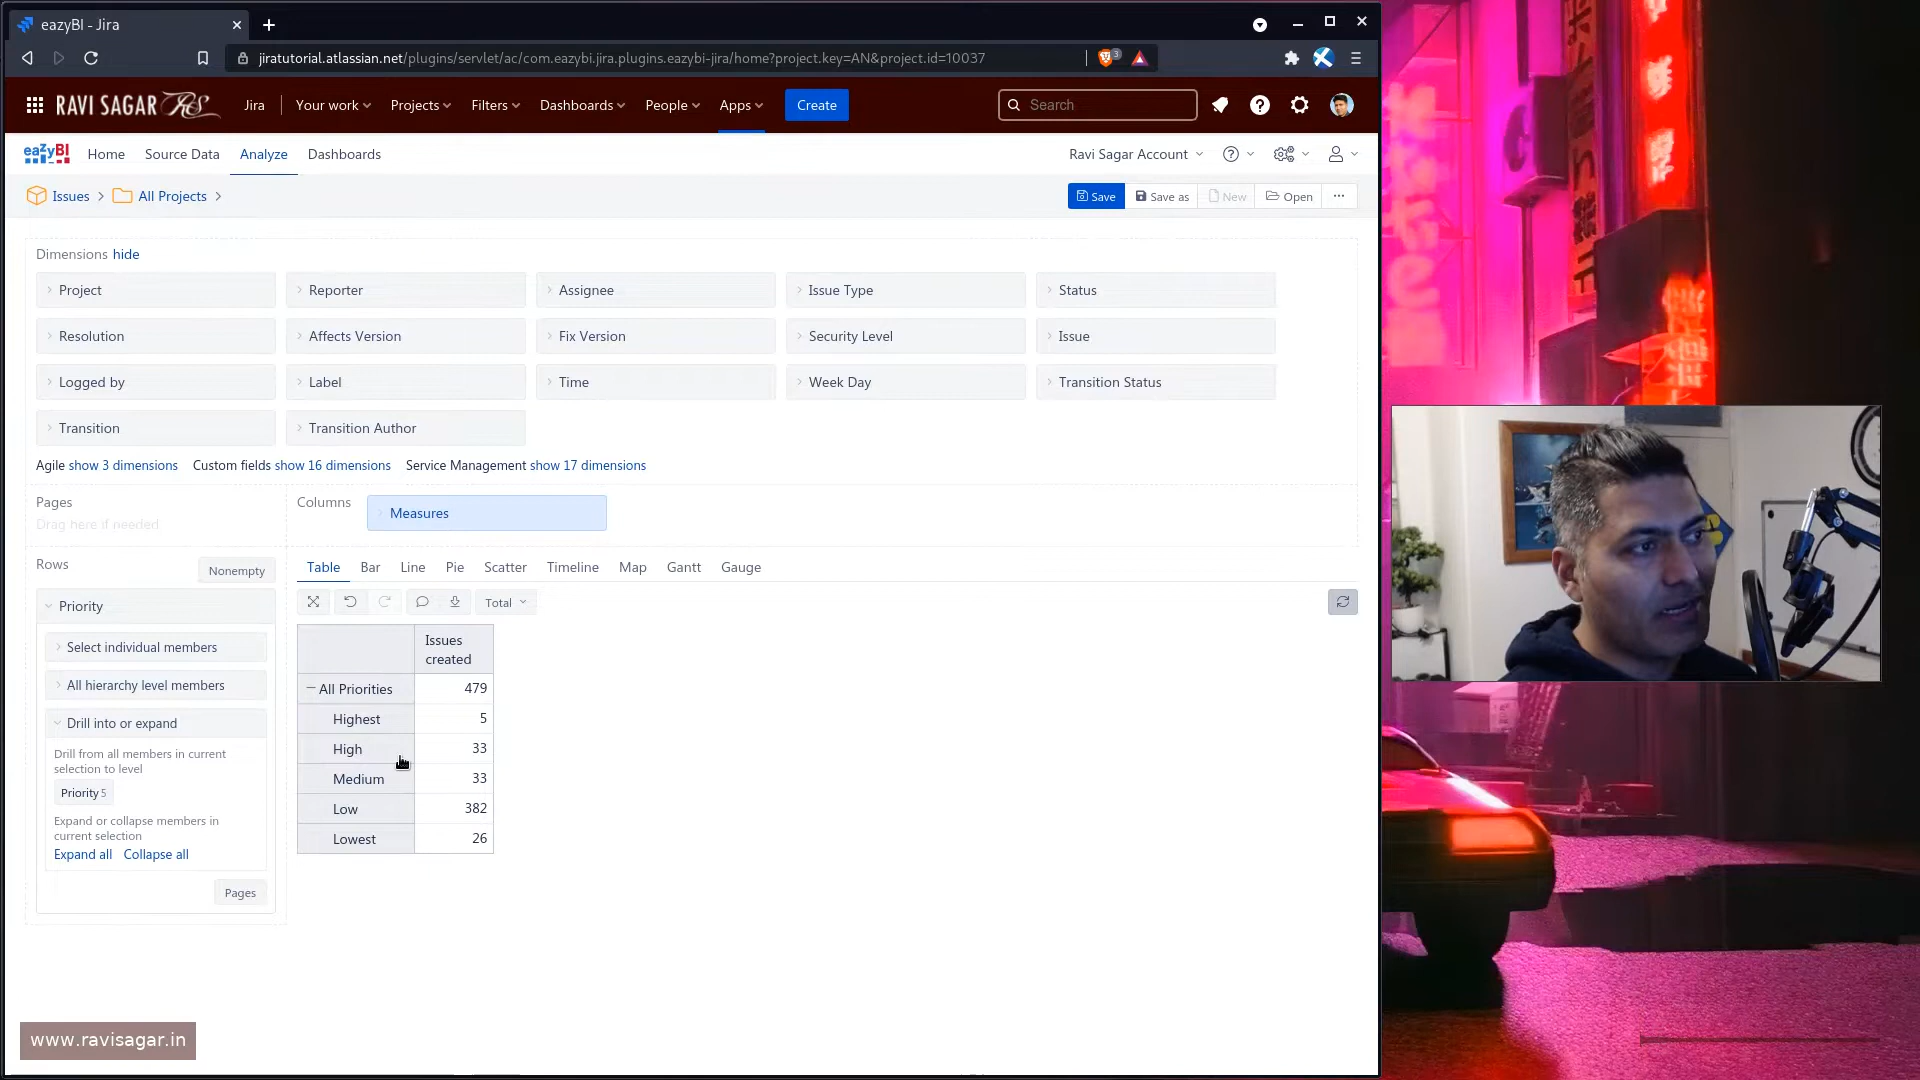 eazyBI - Jira
jiratutorial.atlassian.net/plugins/servlet/ac/com.eazybi.jira.plugins.eazybi-jira/home?project.key=AN&project.id=10037
3
RAVI SAGAR RS
Jira
Your work
Projects
Filters
Dashboards
People
Apps
Create
Search
eazyBI
Home
Source Data
Analyze
Dashboards
Ravi Sagar Account
Issues
All Projects
Save
Save as
New
Open
Dimensions hide
Project
Reporter
Assignee
Issue Type
Status
Resolution
Affects Version
Fix Version
Security Level
Issue
Logged by
Label
Time
Week Day
Transition Status
Transition
Transition Author
Agile show 3 dimensions Custom fields show 16 dimensions Service Management show 17 dimensions
Pages
Drag here if needed
Columns
Measures
Rows
Nonempty
Priority
Select individual members
All hierarchy level members
Drill into or expand
Drill from all members in current
selection to level
Priority 5
Expand or collapse members in
current selection
Expand all Collapse all
Pages
Table Bar Line Pie Scatter Timeline Map Gantt Gauge
Total
Issues
created
All Priorities 479
Highest 5
High 33
Medium 33
Low 382
Lowest 26
www.ravisagar.in